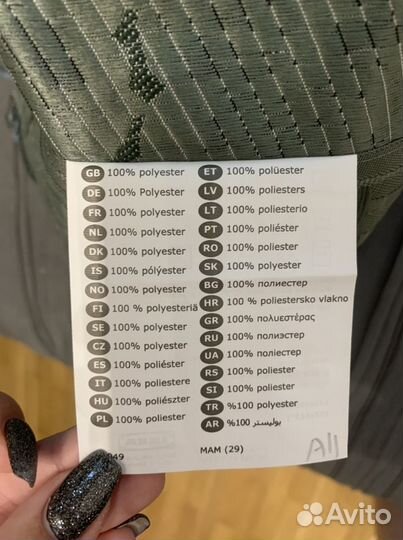 GB 100% polyester
DE 100% Polyester
FR 100% polyester
NL 100% polyester
DK 100% polyester
IS 100% pólýester
NO 100% polyester
FI 100 % polyesteriä
SE 100% polyester
CZ 100% polyester
ES 100% poliéster
IT 100% poliestere
HU 100% poliészter
PL 100% poliester
049
ET 100% polüester
LV 100% poliesters
LT 100% poliesterio
PT 100% poliéster
RO 100% poliester
SK 100% polyester
BG 100% полиестер
HR 100 % poliestersko vlakno
GR 100% πολυεστέρας
RU 100% полиэстер
UA 100% поліестер
RS 100% poliester
SI 100% poliester
TR %100 polyester
AR %100 بوليستر
MAM (29)
A11
Avito